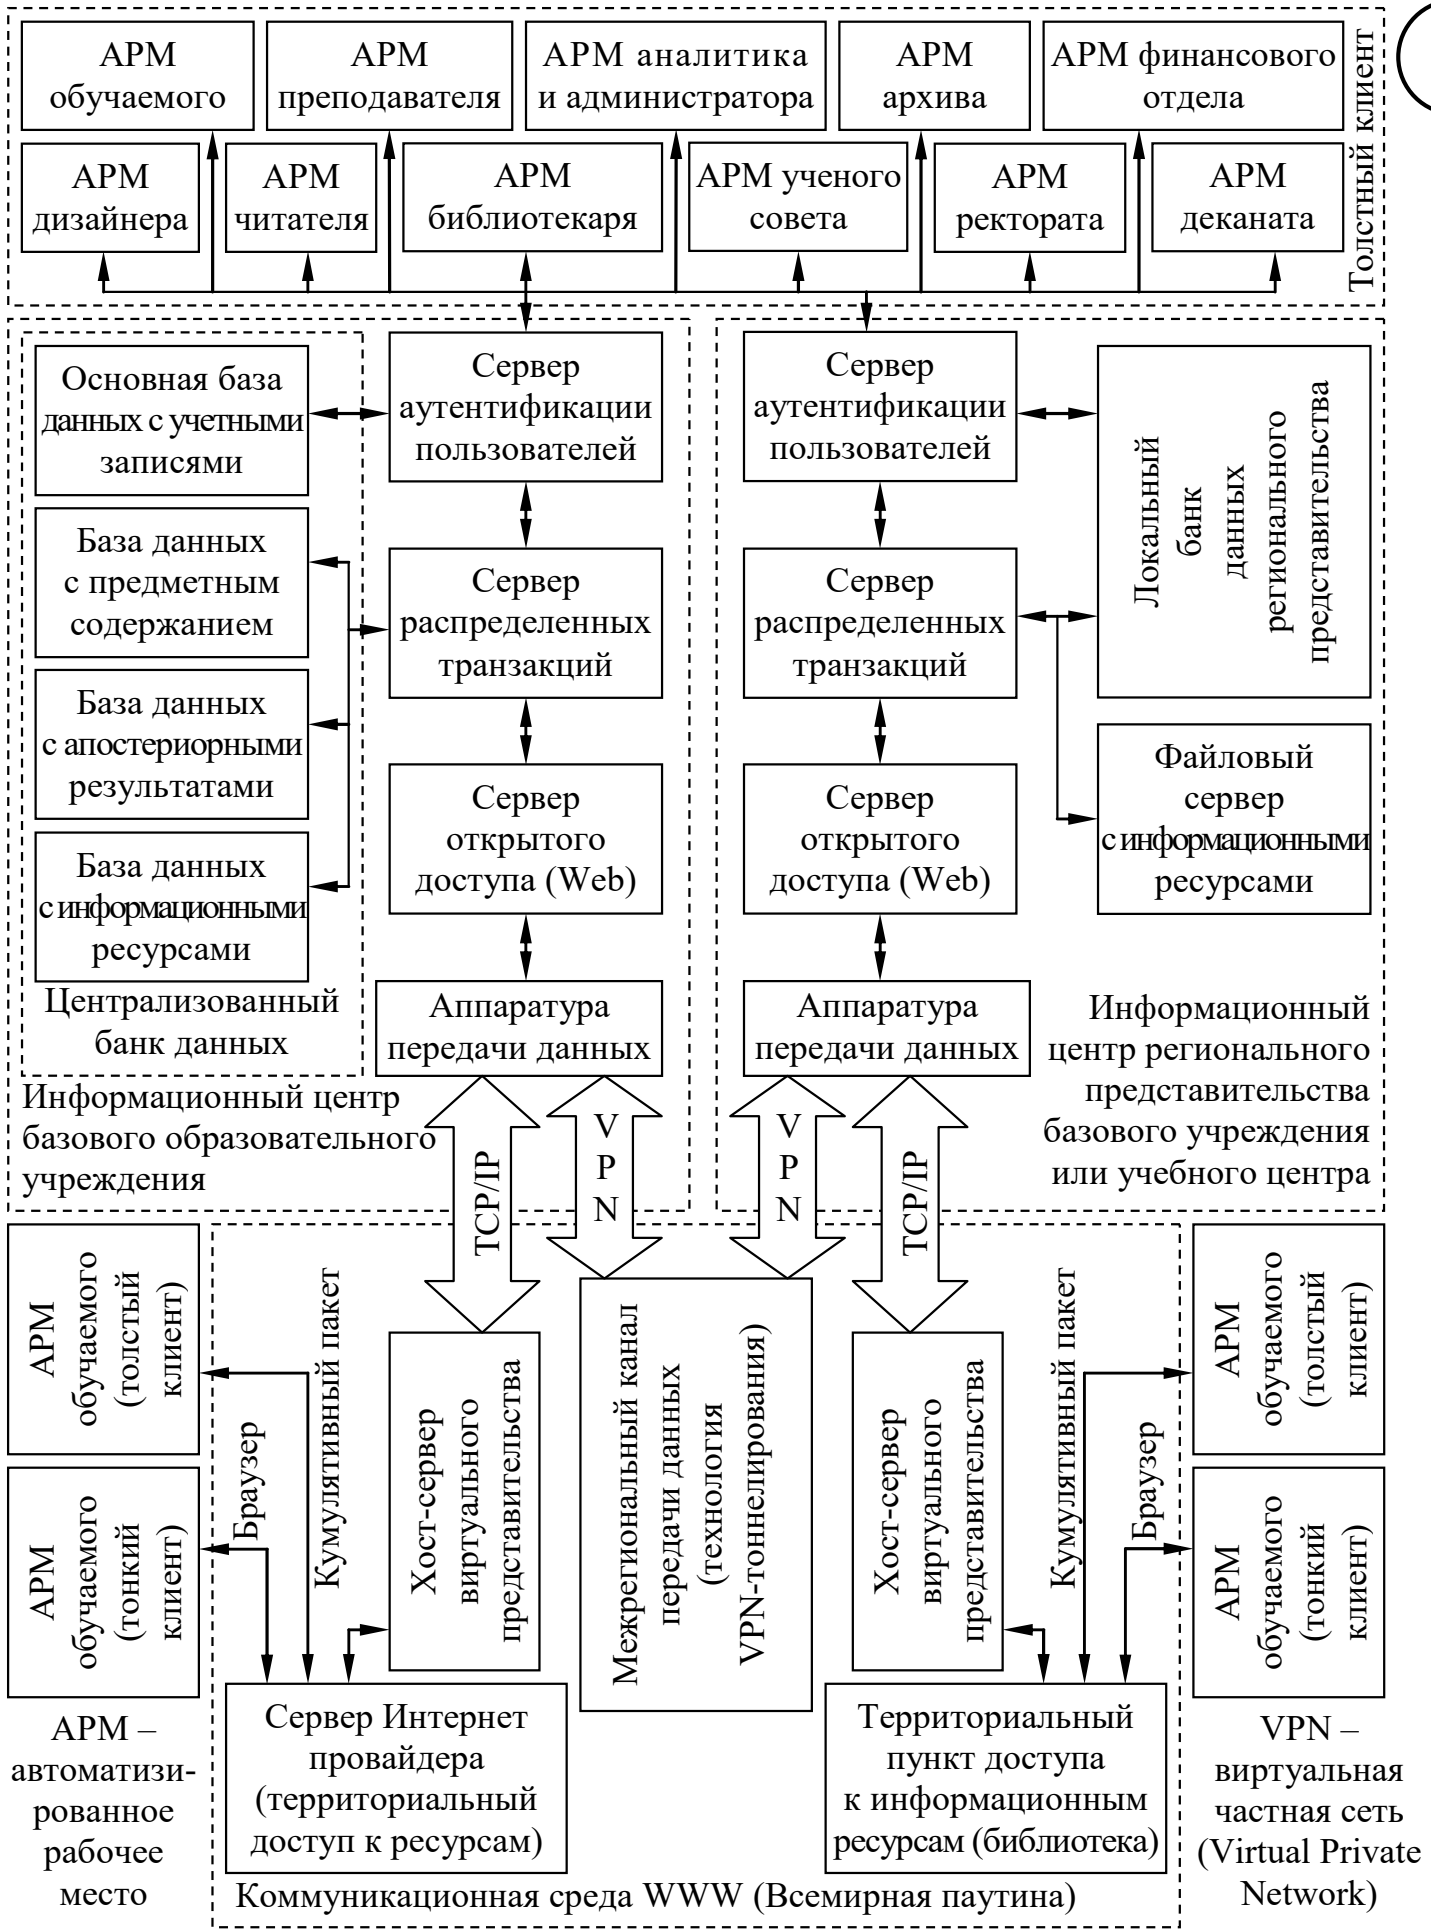 АРМ
обучаемого
АРМ
преподавателя
АРМ аналитика
и администратора
АРМ
архива
АРМ финансового
отдела
Толстный клиент
АРМ
дизайнера
АРМ
читателя
АРМ
библиотекаря
АРМ ученого
совета
АРМ
ректората
АРМ
деканата
Основная база
данных с учетными
записями
База данных
с предметным
содержанием
База данных
с апостериорными
результатами
База данных
с информационными
ресурсами
Централизованный
банк данных
Информационный центр
базового образовательного
учреждения
Сервер
аутентификации
пользователей
Сервер
распределенных
транзакций
Сервер
открытого
доступа (Web)
Аппаратура
передачи данных
Сервер
аутентификации
пользователей
Сервер
распределенных
транзакций
Сервер
открытого
доступа (Web)
Аппаратура
передачи данных
Локальный
банк
данных
регионального
представительства
Файловый
сервер
с информационными
ресурсами
Информационный
центр регионального
представительства
базового учреждения
или учебного центра
TCP/IP
V
P
N
V
P
N
TCP/IP
АРМ
обучаемого
(толстый
клиент)
АРМ
обучаемого
(тонкий
клиент)
Браузер
Кумулятивный пакет
Хост-сервер
виртуального
представительства
Межрегиональный канал
передачи данных
(технология
VPN-тоннелирования)
Хост-сервер
виртуального
представительства
Кумулятивный пакет
Браузер
АРМ
обучаемого
(толстый
клиент)
АРМ
обучаемого
(тонкий
клиент)
Сервер Интернет
провайдера
(территориальный
доступ к ресурсам)
Территориальный
пункт доступа
к информационным
ресурсам (библиотека)
АРМ –
автоматизи-
рованное
рабочее
место
VPN –
виртуальная
частная сеть
(Virtual Private
Network)
Коммуникационная среда WWW (Всемирная паутина)